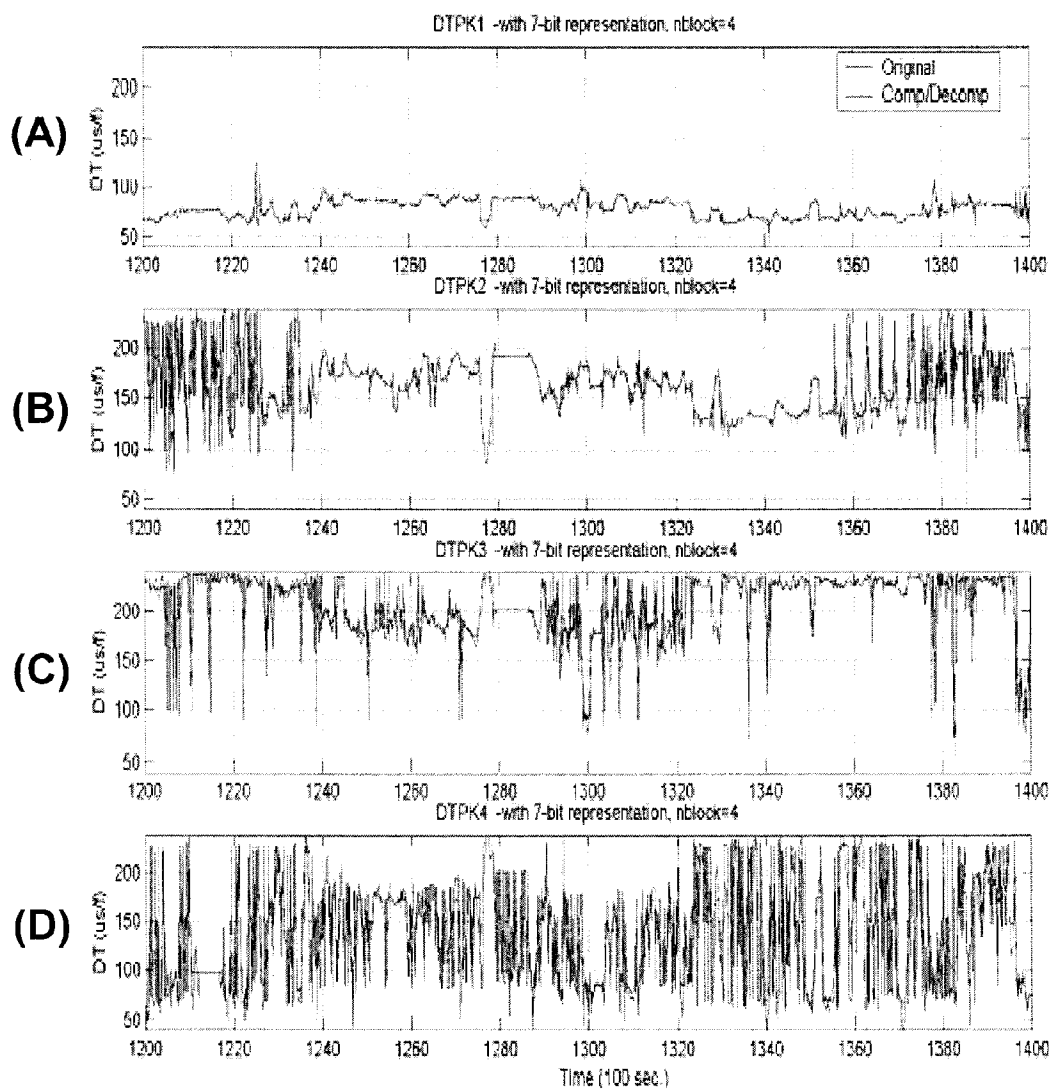 DTPK1 -with 7-bit representation, nblock=4
(A)
DT (us/f)
200
150
100
50
Original
Comp/Decomp
1200 1220 1240 1260 1280 1300 1320 1340 1360 1380 1400
DTPK2 -with 7-bit representation, nblock=4
(B)
DT (us/f)
200
150
100
50
1200 1220 1240 1260 1280 1300 1320 1340 1360 1380 1400
DTPK3 -with 7-bit representation, nblock=4
(C)
DT (us/f)
200
150
100
50
1200 1220 1240 1260 1280 1300 1320 1340 1360 1380 1400
DTPK4 -with 7-bit representation, nblock=4
(D)
DT (us/f)
200
150
100
50
1200 1220 1240 1260 1280 1300 1320 1340 1360 1380 1400
Time (100 sec.)